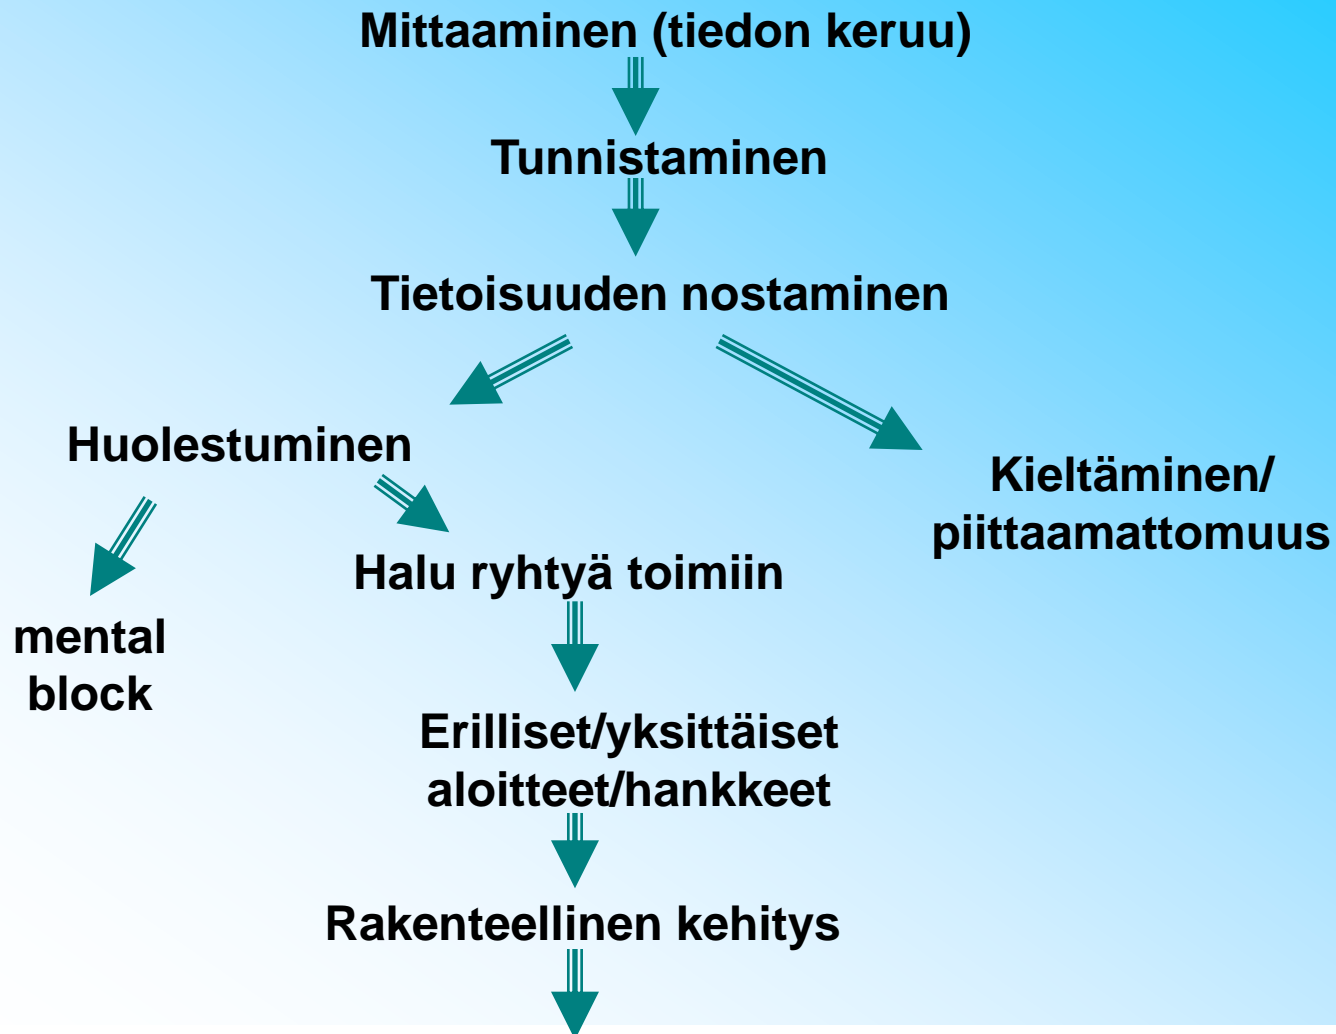 Mittaaminen (tiedon keruu)
Tunnistaminen
Tietoisuuden nostaminen
Huolestuminen
Kieltäminen/
piittaamattomuus
Halu ryhtyä toimiin
mental
block
Erilliset/yksittäiset
aloitteet/hankkeet
Rakenteellinen kehitys